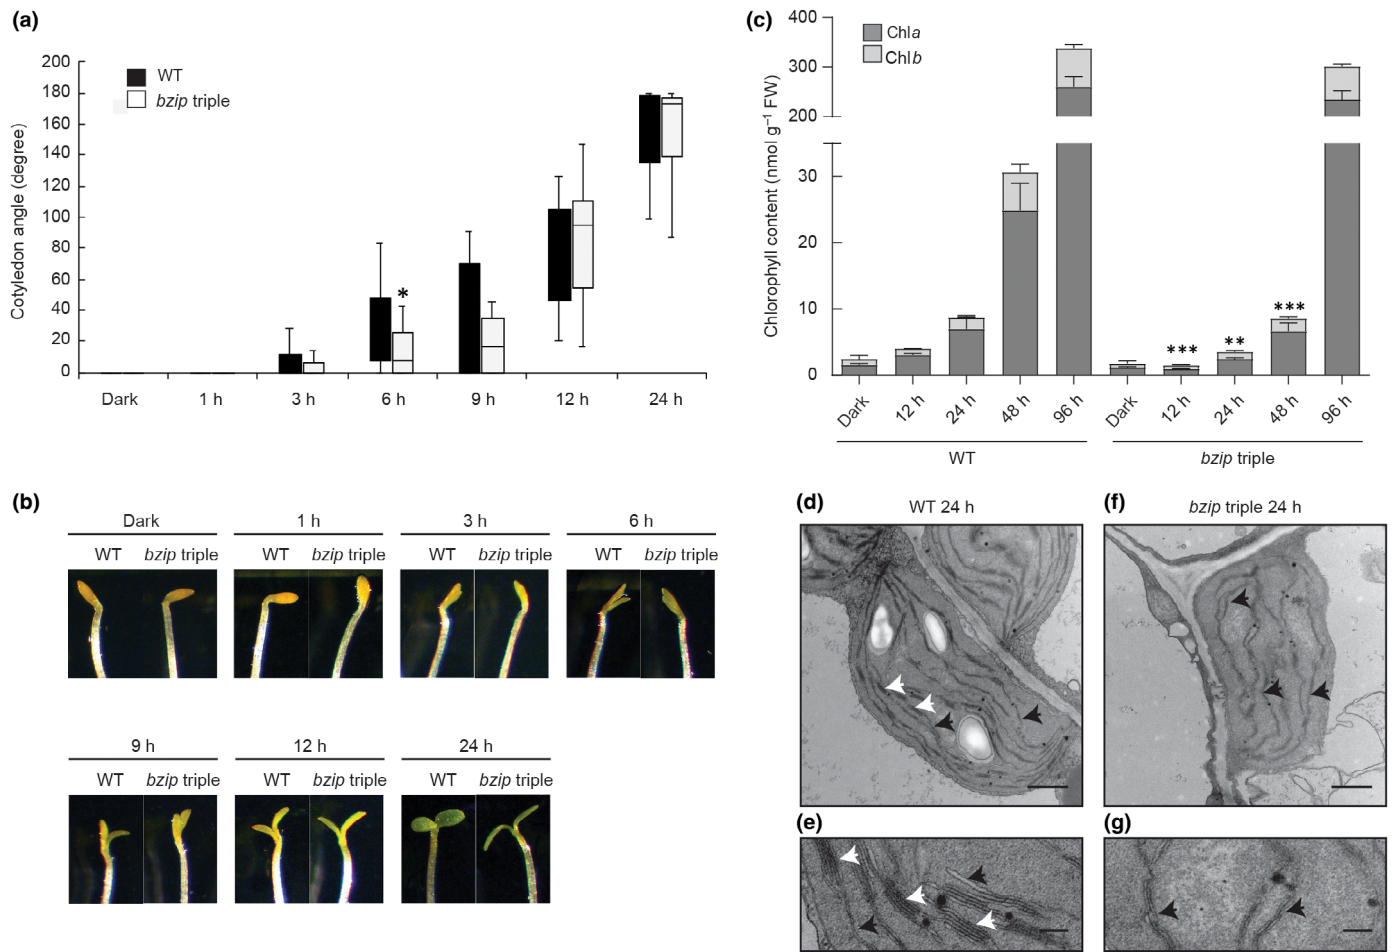 (a)
Cotyledon angle (degree)
200
180
160
140
120
100
80
60
40
20
0
WT
bzip triple
*
Dark 1 h 3 h 6 h 9 h 12 h 24 h
(b)
Dark 1 h 3 h 6 h
WT bzip triple WT bzip triple WT bzip triple WT bzip triple
9 h 12 h 24 h
WT bzip triple WT bzip triple WT bzip triple
(c)
Chlorophyll content (nmol g⁻¹ FW)
400
300
200
30
20
10
0
Chla
Chlb
*** ** ***
Dark 12 h 24 h 48 h 96 h Dark 12 h 24 h 48 h 96 h
WT bzip triple
(d) WT 24 h
(f) bzip triple 24 h
(e)
(g)